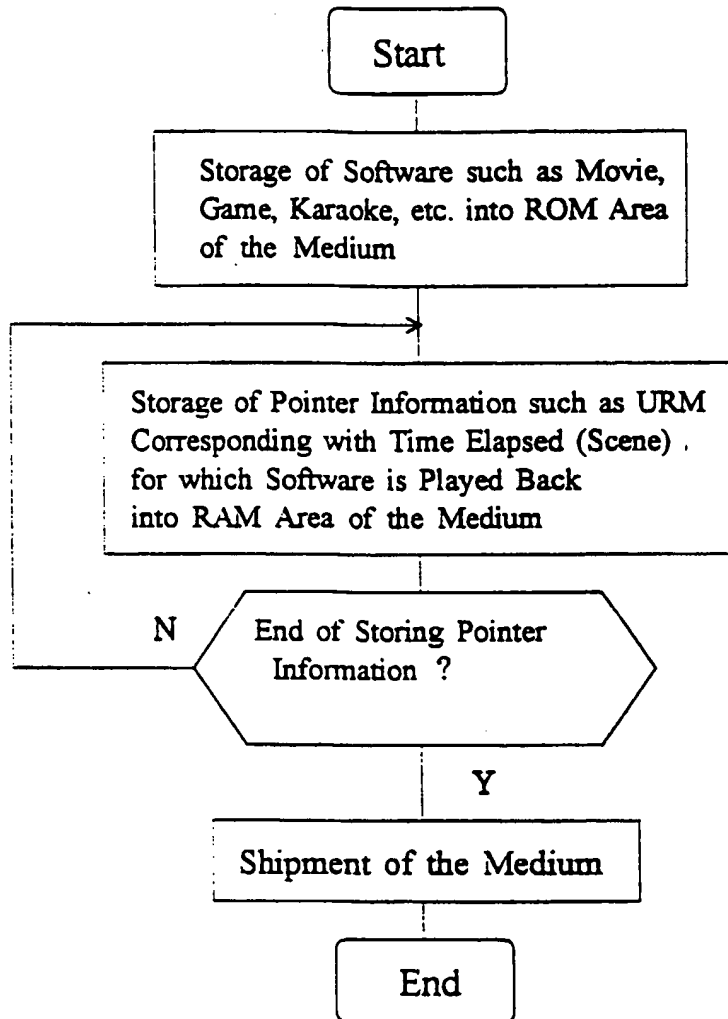 Start
Storage of Software such as Movie,
Game, Karaoke, etc. into ROM Area
of the Medium
Storage of Pointer Information such as URM
Corresponding with Time Elapsed (Scene)
for which Software is Played Back
into RAM Area of the Medium
N
End of Storing Pointer
Information ?
Y
Shipment of the Medium
End